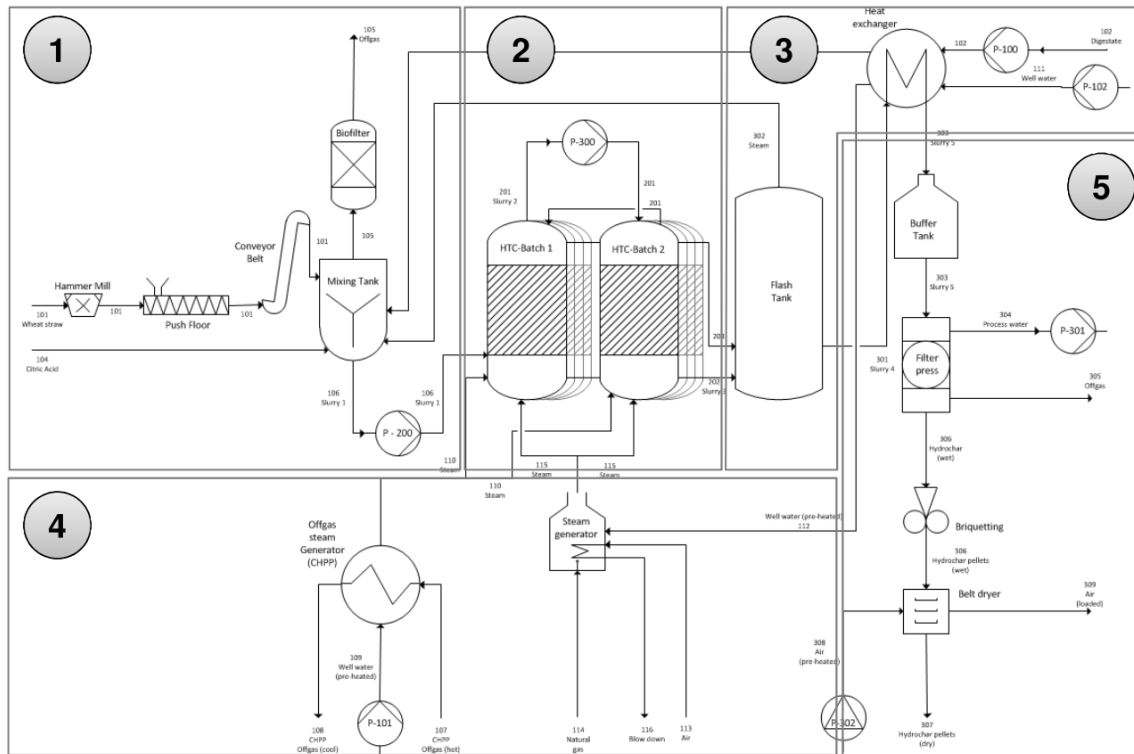 1
105
Offgas
Biofilter
105
Conveyor
Belt
101
Mixing Tank
Hammer Mill
101
Wheat straw
101
Push Floor
101
104
Citric Acid
106
Slurry 1
106
Slurry 1
P - 200
2
P-300
201
Slurry 2
201
201
HTC-Batch 1
HTC-Batch 2
203
202
Slurry 3
110
Steam
110
Steam
115
Steam
115
Steam
3
Heat
exchanger
102
P-100
102
Digestate
111
Well water
P-102
302
Steam
Flash
Tank
301
Slurry 4
303
Slurry 5
5
Buffer
Tank
303
Slurry 5
304
Process water
P-301
Filter
press
305
Offgas
306
Hydrochar
(wet)
Briquetting
306
Hydrochar pellets
(wet)
Belt dryer
309
Air
(loaded)
308
Air
(pre-heated)
P-302
307
Hydrochar pellets
(dry)
4
Offgas
steam
Generator
(CHPP)
109
Well water
(pre-heated)
P-101
108
CHPP
Offgas (cool)
107
CHPP
Offgas (hot)
Steam
generator
Well water (pre-heated)
112
114
Natural
gas
116
Blow down
113
Air